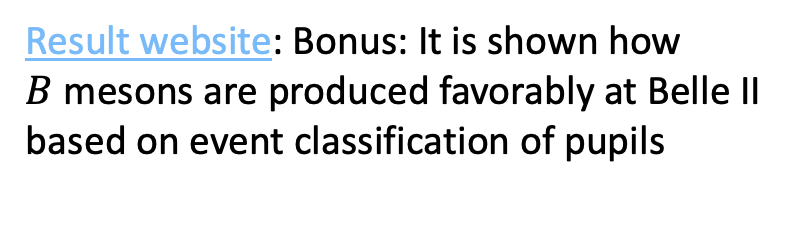 Result website: Bonus: It is shown how
B mesons are produced favorably at Belle II
based on event classification of pupils